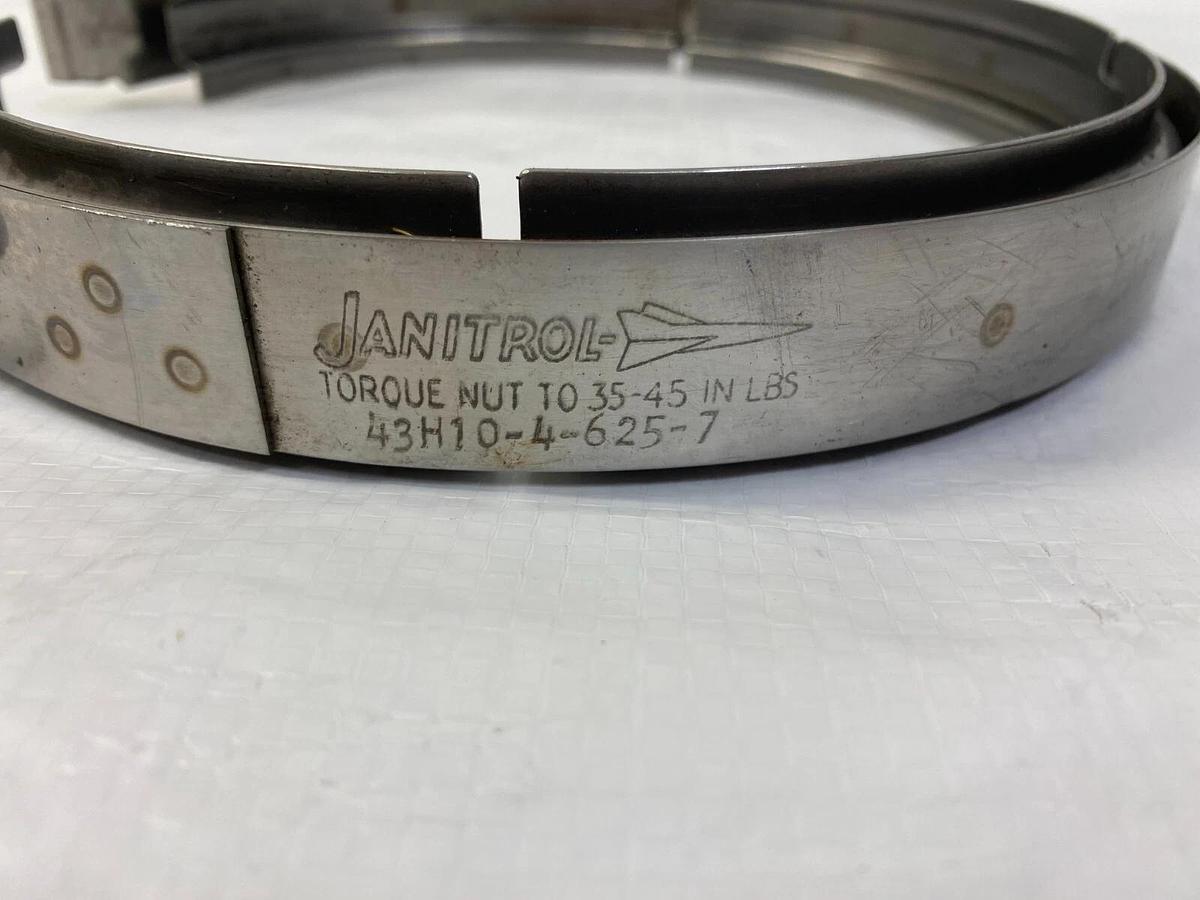 JANITROL-
TORQUE NUT TO 35-45 IN LBS
43H10-4-625-7